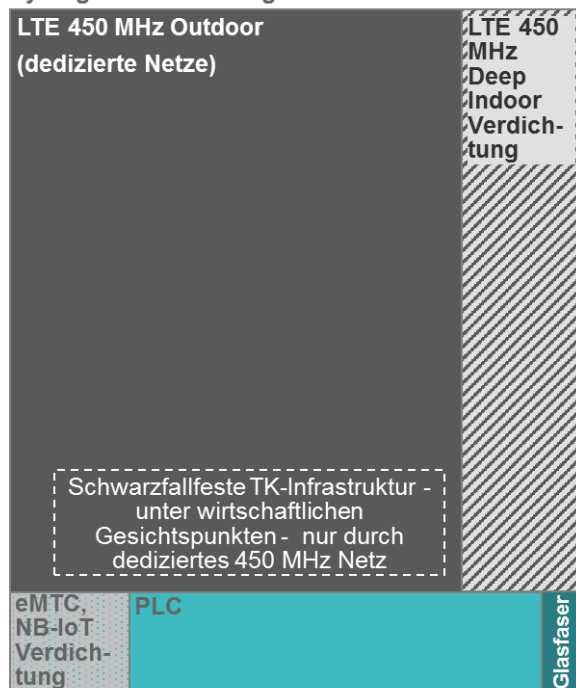 LTE 450 MHz Outdoor
(dedizierte Netze)
LTE 450
MHz
Deep
Indoor
Verdich-
tung
Schwarzfallfeste TK-Infrastruktur -
unter wirtschaftlichen
Gesichtspunkten - nur durch
dediziertes 450 MHz Netz
eMTC,
NB-IoT
Verdich-
tung
PLC
Glasfaser